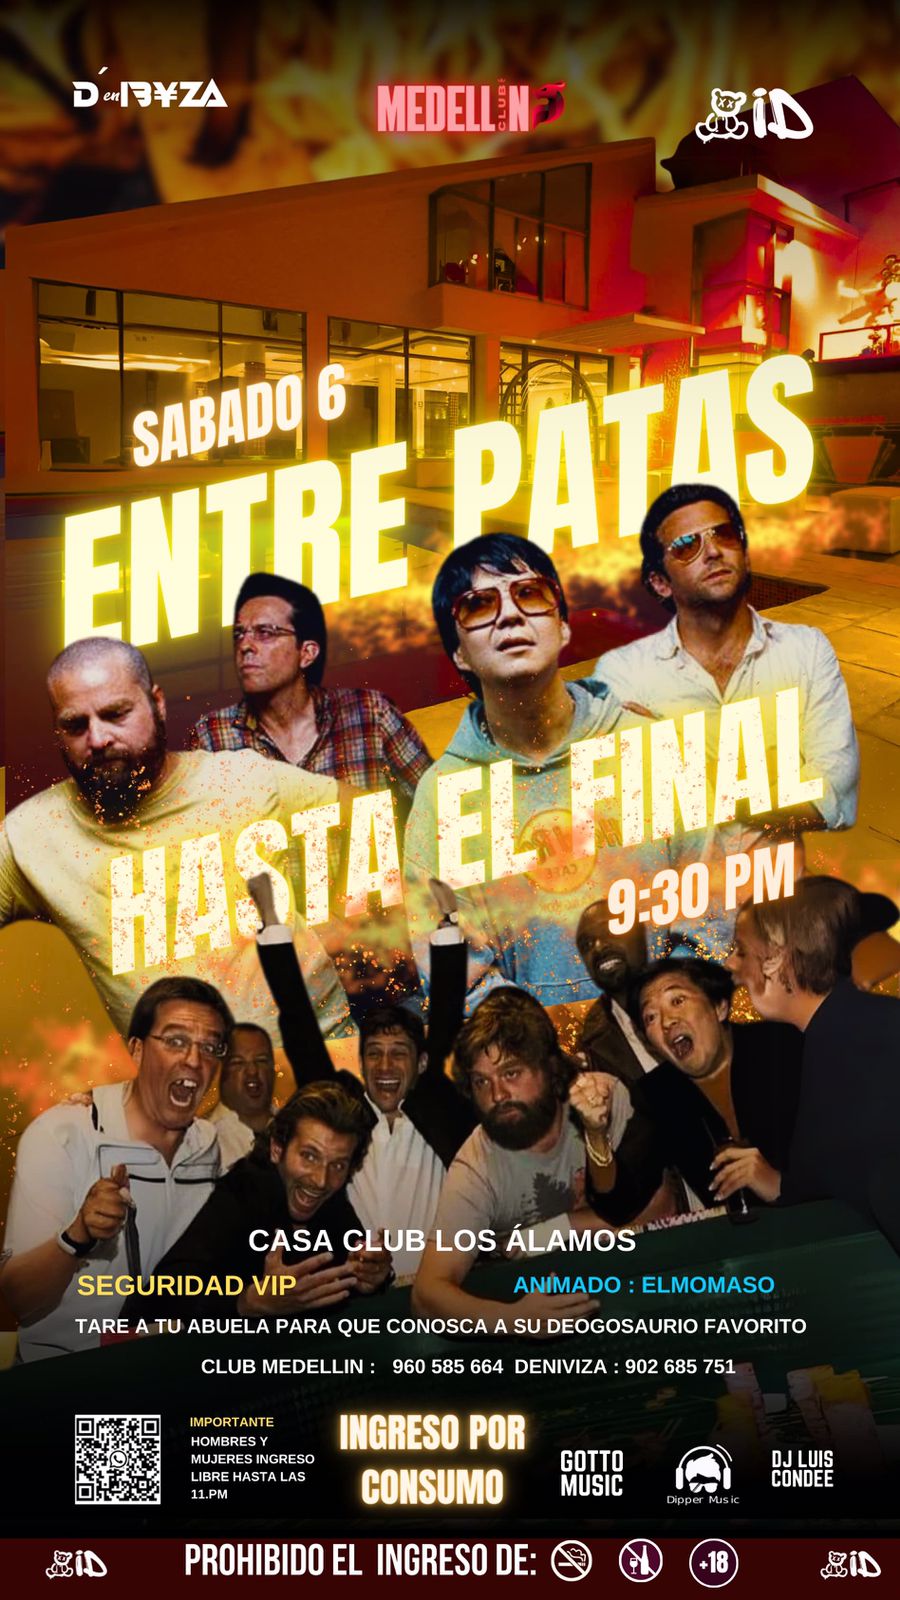 D´ en IBYZA
MEDELLIN CLUB
iD
SABADO 6
ENTRE PATAS
HASTA EL FINAL
9:30 PM
CASA CLUB LOS ÁLAMOS
SEGURIDAD VIP
ANIMADO : ELMOMASO
TARE A TU ABUELA PARA QUE CONOSCA A SU DEOGOSAURIO FAVORITO
CLUB MEDELLIN : 960 585 664 DENIVIZA : 902 685 751
IMPORTANTE
HOMBRES Y
MUJERES INGRESO
LIBRE HASTA LAS
11.PM
INGRESO POR
CONSUMO
GOTTO
MUSIC
Dipper Music
DJ LUIS
CONDEE
iD
PROHIBIDO EL INGRESO DE:
+18
iD